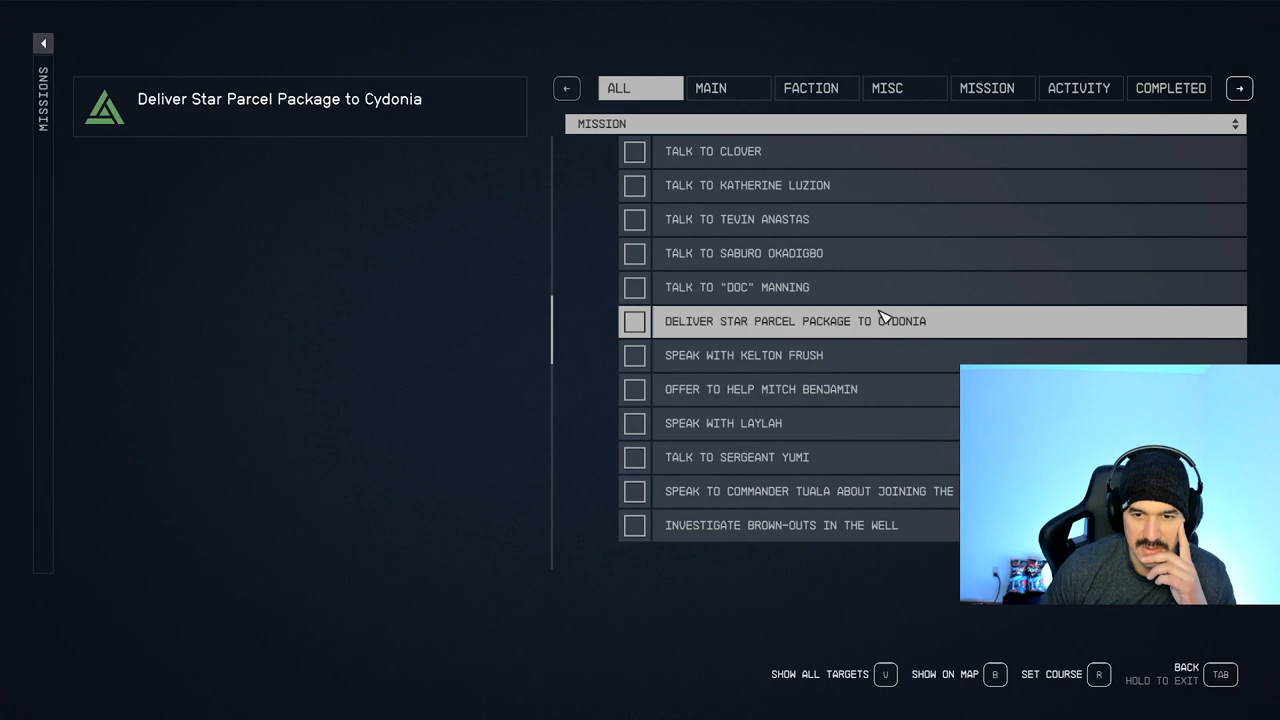 MISSIONS
Deliver Star Parcel Package to Cydonia
ALL
MAIN
FACTION
MISC
MISSION
ACTIVITY
COMPLETED
MISSION
TALK TO CLOVER
TALK TO KATHERINE LUZION
TALK TO TEVIN ANASTAS
TALK TO SABURO OKADIGBO
TALK TO "DOC" MANNING
DELIVER STAR PARCEL PACKAGE TO CYDONIA
SPEAK WITH KELTON FRUSH
OFFER TO HELP MITCH BENJAMIN
SPEAK WITH LAYLAH
TALK TO SERGEANT YUMI
SPEAK TO COMMANDER TUALA ABOUT JOINING THE
INVESTIGATE BROWN-OUTS IN THE WELL
SHOW ALL TARGETS V
SHOW ON MAP B
SET COURSE R
BACK
HOLD TO EXIT
TAB